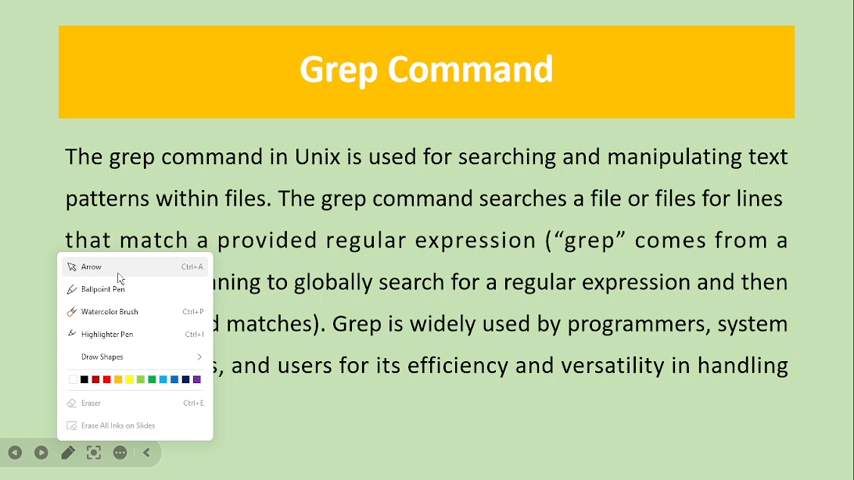 Grep Command
The grep command in Unix is used for searching and manipulating text
patterns within files. The grep command searches a file or files for lines
that match a provided regular expression (“grep” comes from a
to globally search for a regular expression and then
matches). Grep is widely used by programmers, system
and users for its efficiency and versatility in handling
Arrow Ctrl+A
Ballpoint Pen
Watercolor Brush Ctrl+P
Highlighter Pen Ctrl+I
Draw Shapes
Eraser Ctrl+E
Erase All Inks on Slides